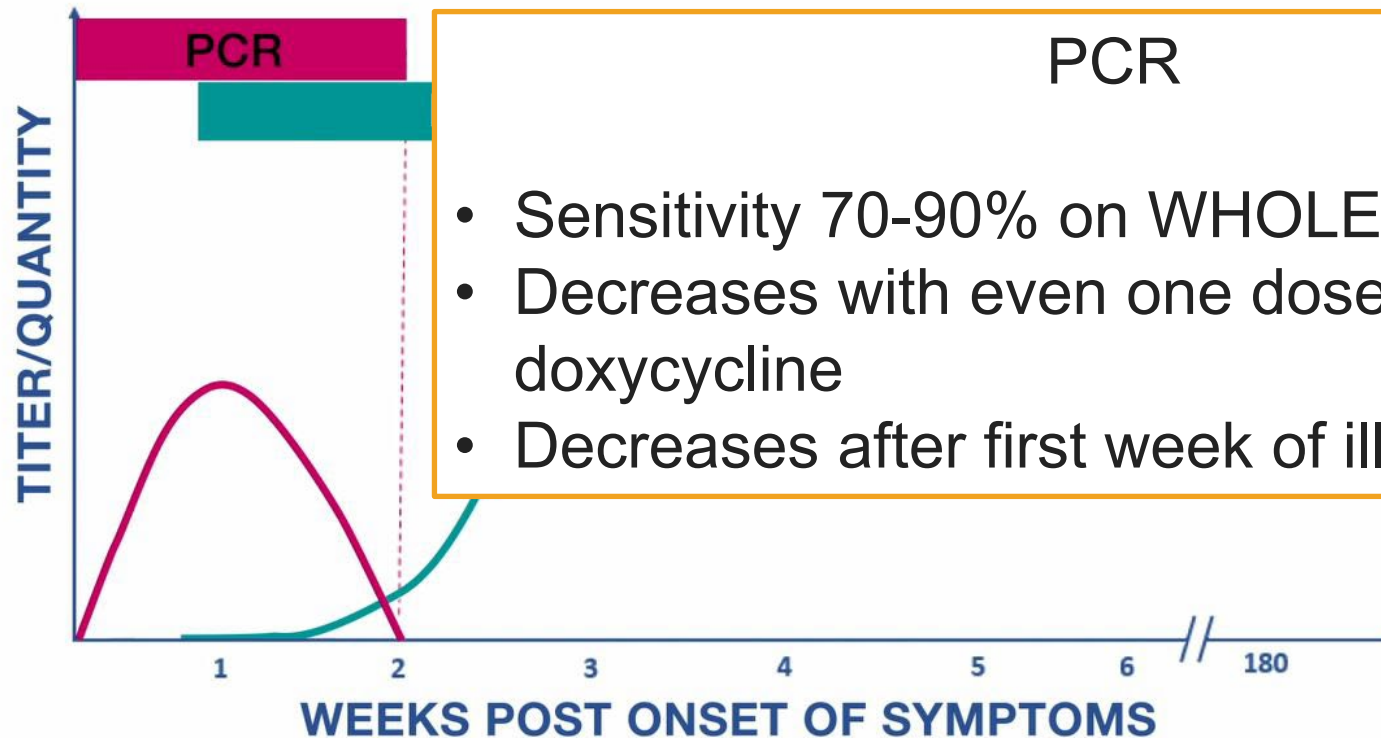 PCR
PCR
• Sensitivity 70-90% on WHOLE
• Decreases with even one dose
doxycycline
• Decreases after first week of
TITER/QUANTITY
1 2 3 4 5 6 // 180
WEEKS POST ONSET OF SYMPTOMS